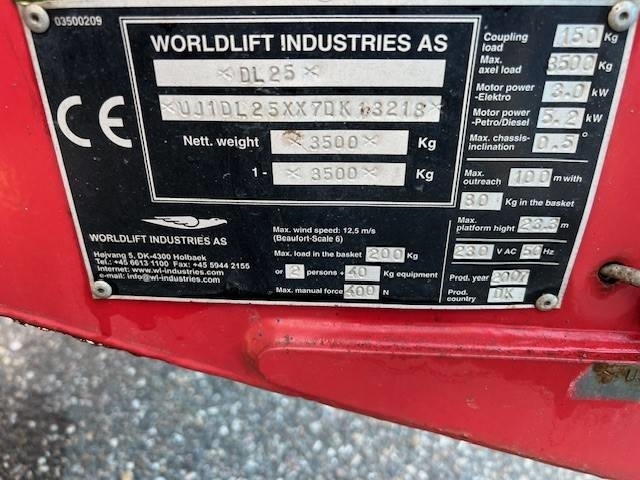 03500209
WORLDLIFT INDUSTRIES AS
*DL25*
CE
*UJ1DL25XX7DK13218*
Nett. weight *3500* Kg
1- *3500* Kg
WORLDLIFT INDUSTRIES AS
Højvang 5, DK-4300 Holbaek
Tel.: +45 6613 1100 Fax: +45 5944 2155
Internet: www.wl-industries.com
e-mail: info@wl-industries.com
Max. wind speed: 12,5 m/s
(Beaufort-Scale 6)
Max. load in the basket 200 Kg
or 2 persons + 40 Kg equipment
Max. manual force 400 N
Coupling load 150 Kg
Max. axel load 3500 Kg
Motor power -Elektro 3.0 kW
Motor power -Petro/Diesel 5.2 kW
Max. chassis-inclination 0.5°
Max. outreach 100 m with
80 Kg in the basket
Max. platform hight 23.3 m
230 V AC 50 Hz
Prod. year 2007
Prod. country DK